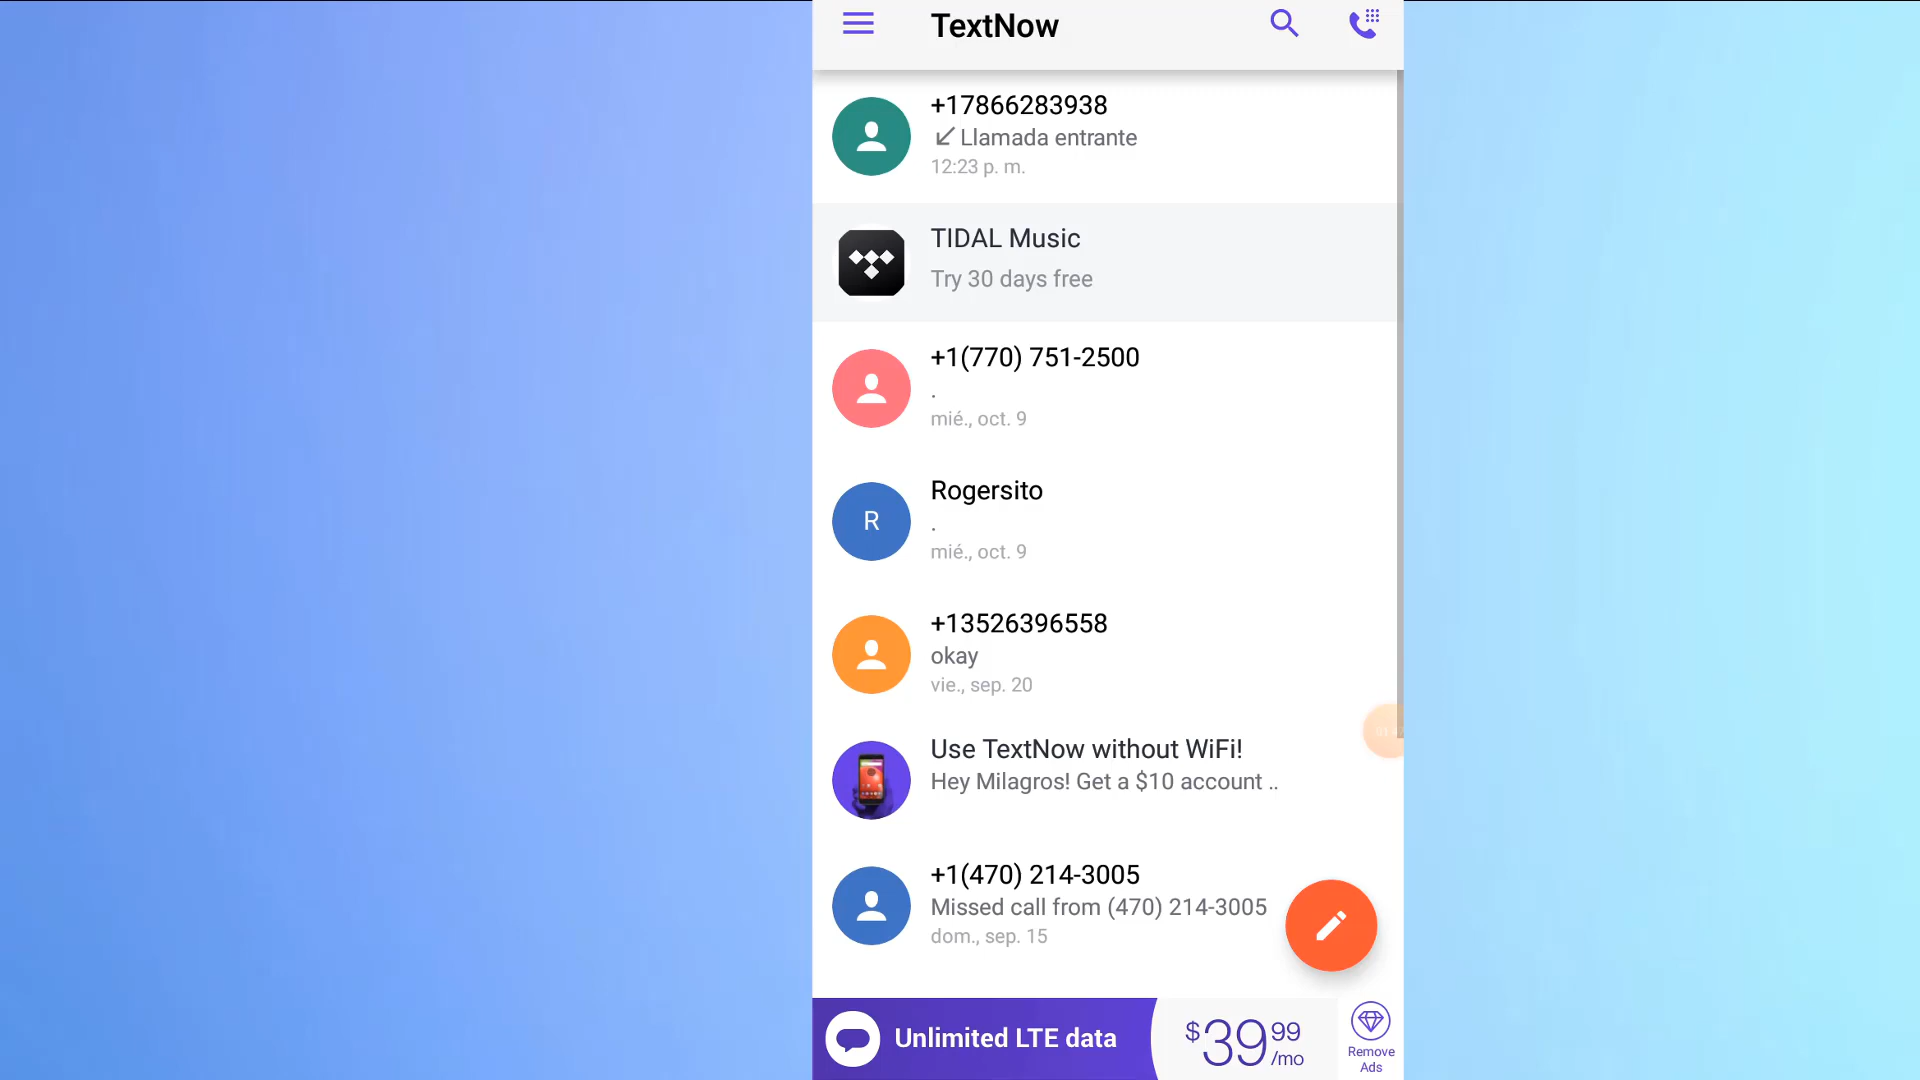 TextNow
+17866283938
Llamada entrante
12:23 p. m.
TIDAL Music
Try 30 days free
+1(770) 751-2500
.
mié., oct. 9
R
Rogersito
.
mié., oct. 9
+13526396558
okay
vie., sep. 20
Use TextNow without WiFi!
Hey Milagros! Get a $10 account ..
+1(470) 214-3005
Missed call from (470) 214-3005
dom., sep. 15
Unlimited LTE data
$39.99/mo
Remove
Ads